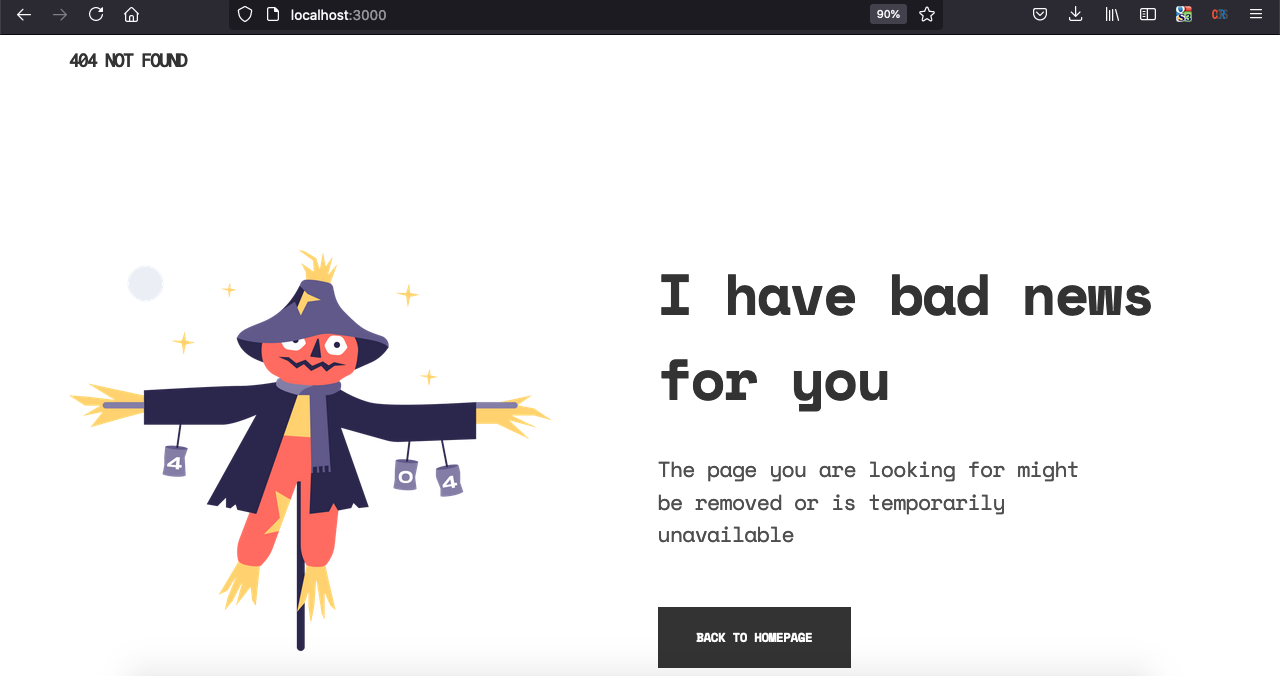 localhost:3000
90%
404 NOT FOUND
I have bad news
for you
4
0
4
The page you are looking for might
be removed or is temporarily
unavailable
BACK TO HOMEPAGE